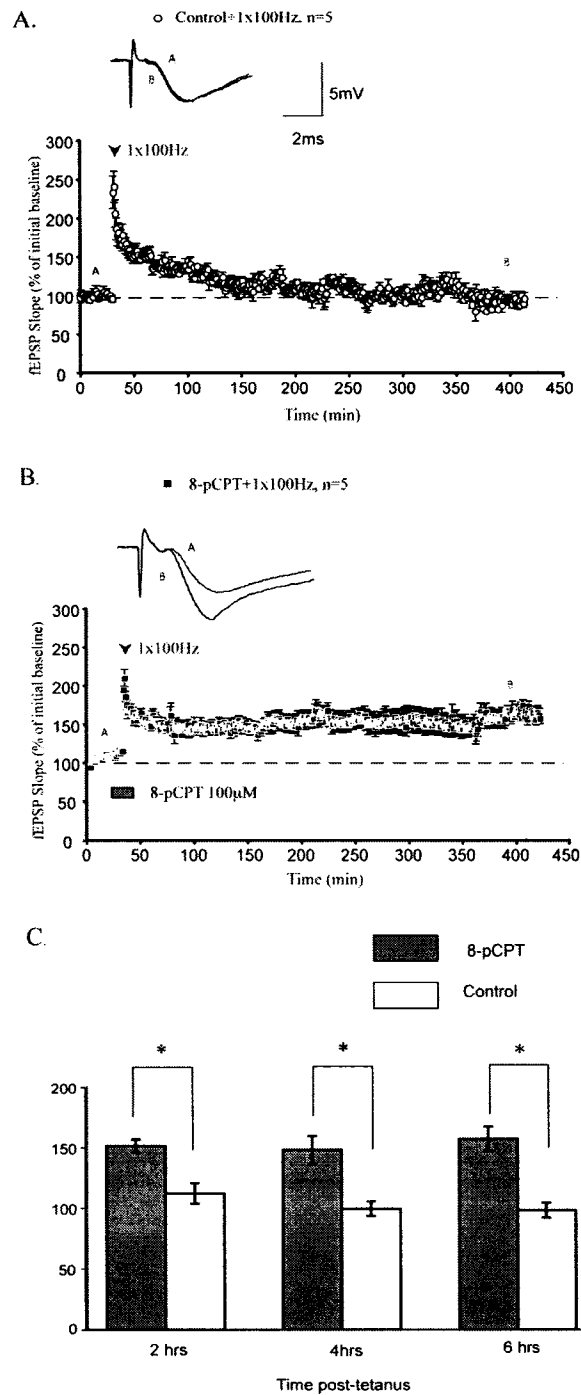 A.
Control+1x100Hz. n=5
A
B
5mV
2ms
1x100Hz
300
250
200
150
100
50
0
A
B
fEPSP Slope (% of initial baseline)
0 50 100 150 200 250 300 350 400 450
Time (min)
B.
8-pCPT+1x100Hz, n=5
A
B
1x100Hz
300
250
200
150
100
50
0
A
B
fEPSP Slope (% of initial baseline)
8-pCPT 100μM
0 50 100 150 200 250 300 350 400 450
Time (min)
C.
8-pCPT
Control
* * *
200
150
100
50
0
2 hrs 4hrs 6 hrs
Time post-tetanus